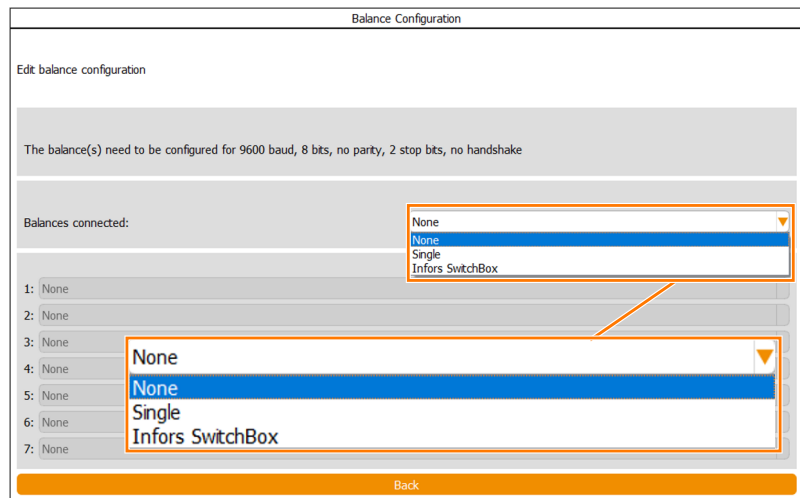 Balance Configuration
Edit balance configuration
The balance(s) need to be configured for 9600 baud, 8 bits, no parity, 2 stop bits, no handshake
Balances connected:
None
None
Single
Infors SwitchBox
1: None
2: None
3: None
4: None
5: None
6: None
7: None
None
None
Single
Infors SwitchBox
Back